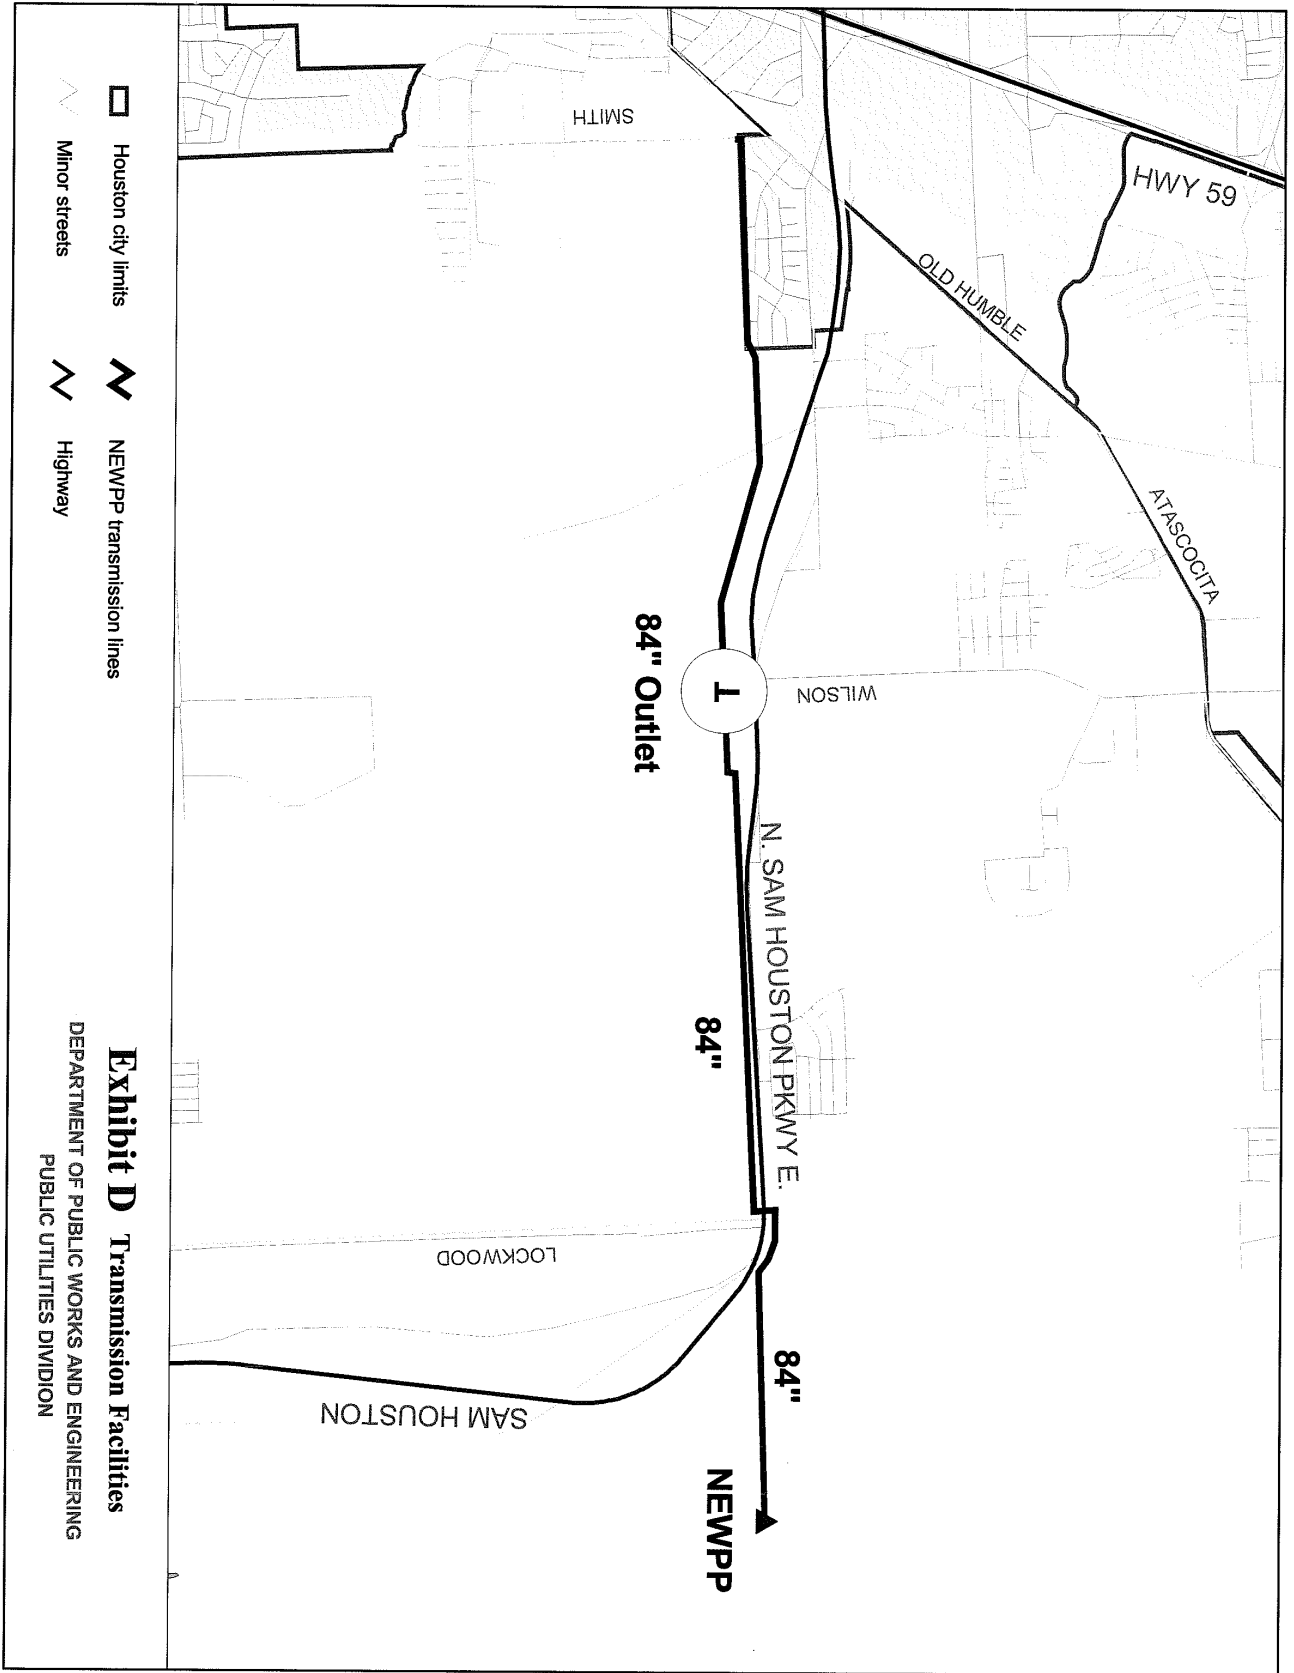 HWY 59
SMITH
OLD HUMBLE
ATASCOCITA
WILSON
84" Outlet
T
N. SAM HOUSTON PKWY E.
84"
84"
LOCKWOOD
SAM HOUSTON
NEWPP
Houston city limits
Minor streets
NEWPP transmission lines
Highway
Exhibit D Transmission Facilities
DEPARTMENT OF PUBLIC WORKS AND ENGINEERING
PUBLIC UTILITIES DIVIDION